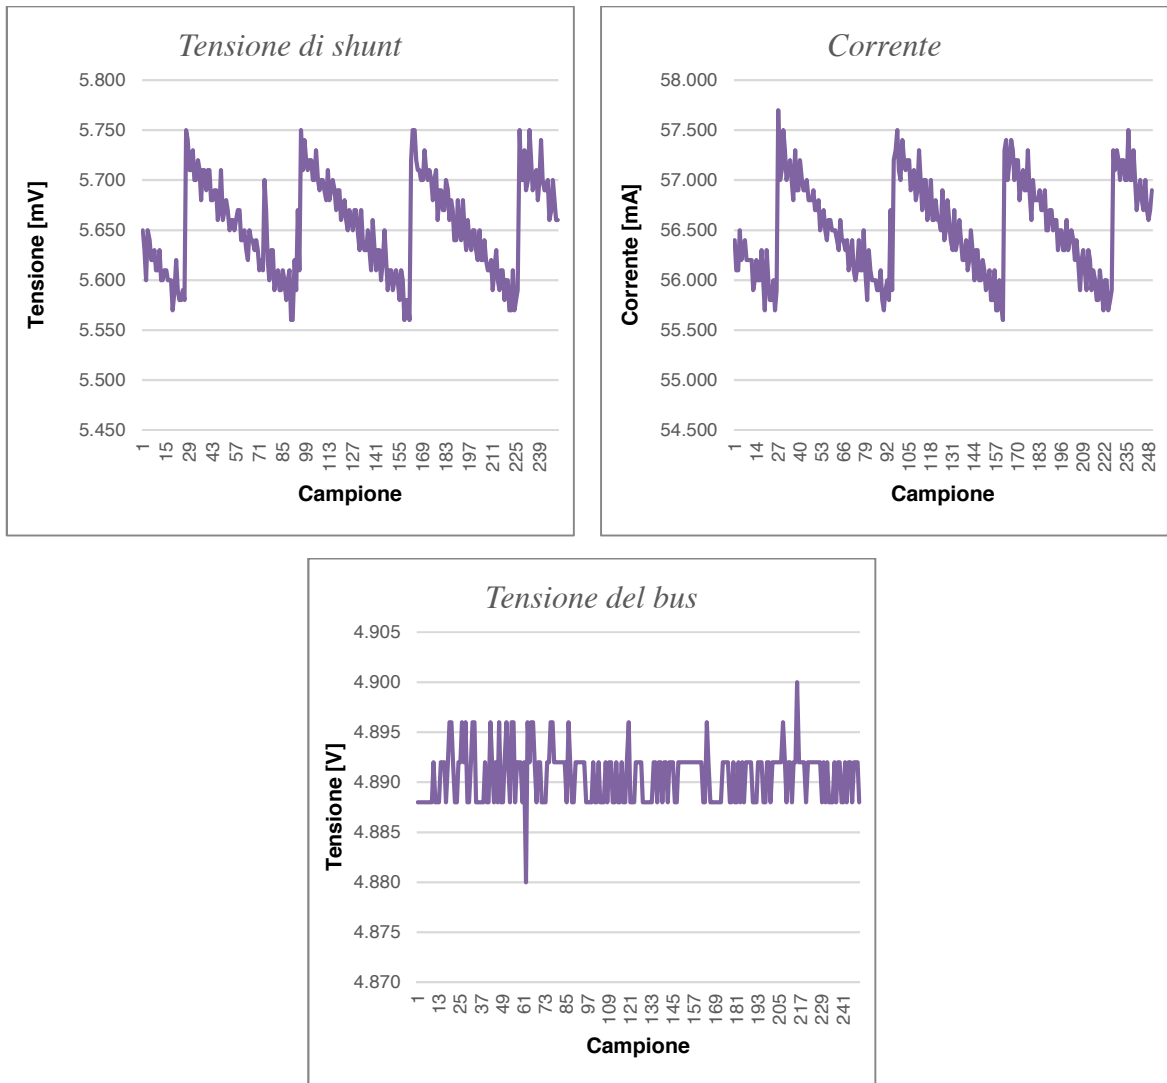 Tensione di shunt
5.800
5.750
5.700
5.650
5.600
5.550
5.500
5.450
Tensione [mV]
1 15 29 43 57 71 85 99 113 127 141 155 169 183 197 211 225 239
Campione
Corrente
58.000
57.500
57.000
56.500
56.000
55.500
55.000
54.500
Corrente [mA]
1 14 27 40 53 66 79 92 105 118 131 144 157 170 183 196 209 222 235 248
Campione
Tensione del bus
4.905
4.900
4.895
4.890
4.885
4.880
4.875
4.870
Tensione [V]
1 13 25 37 49 61 73 85 97 109 121 133 145 157 169 181 193 205 217 229 241
Campione